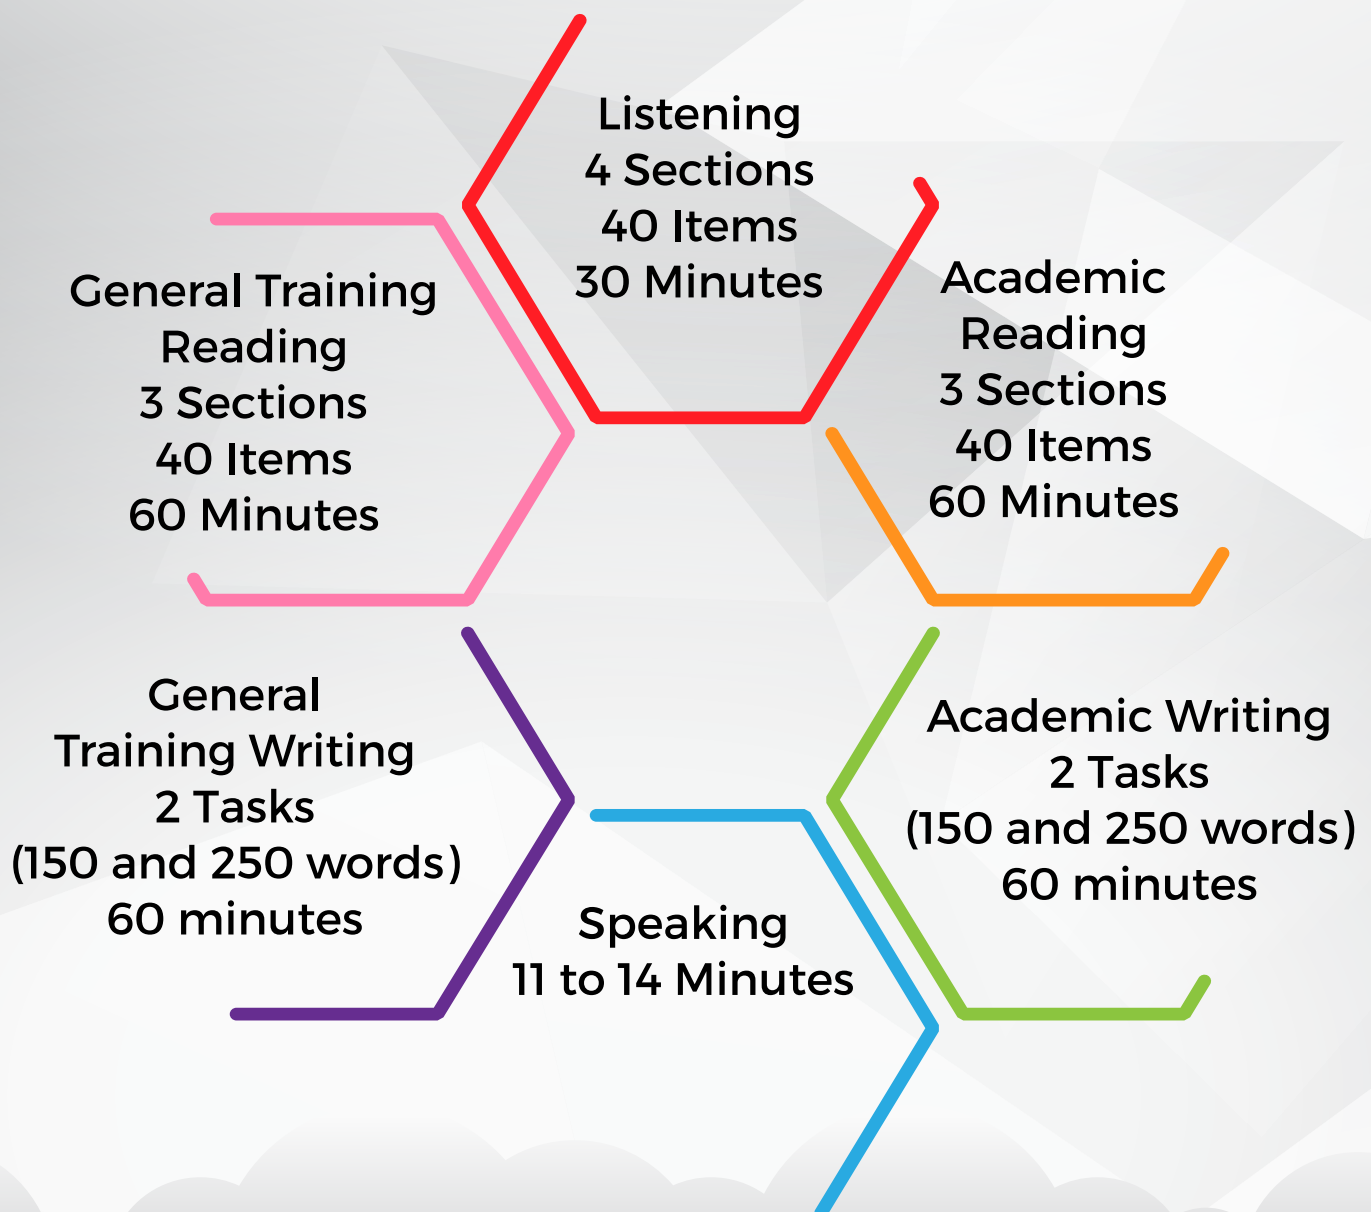 Listening
4 Sections
40 Items
30 Minutes
General Training
Reading
3 Sections
40 Items
60 Minutes
Academic
Reading
3 Sections
40 Items
60 Minutes
General
Training Writing
2 Tasks
(150 and 250 words)
60 minutes
Academic Writing
2 Tasks
(150 and 250 words)
60 minutes
Speaking
11 to 14 Minutes